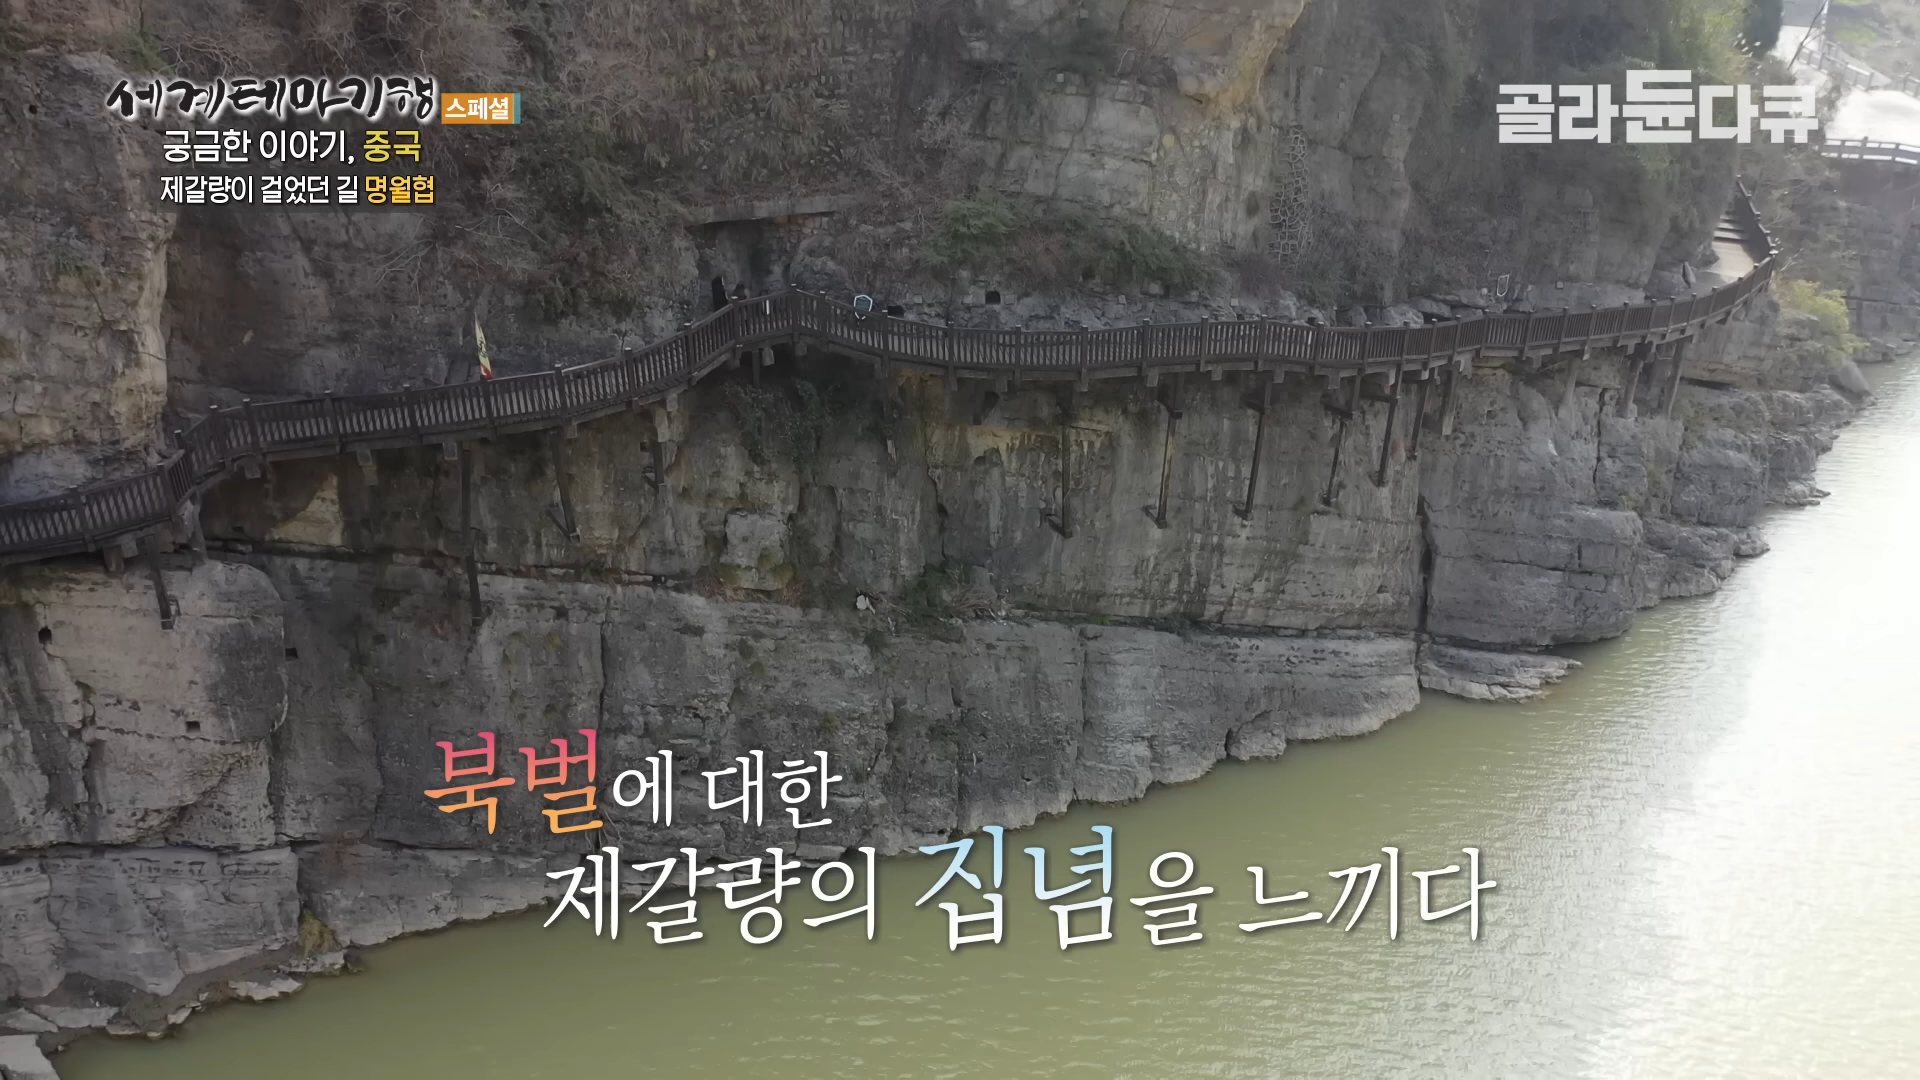 세계테마기행 스페셜
궁금한 이야기, 중국
제갈량이 걸었던 길 명월협
골라둔다큐
북벌에 대한
제갈량의 집념을 느끼다